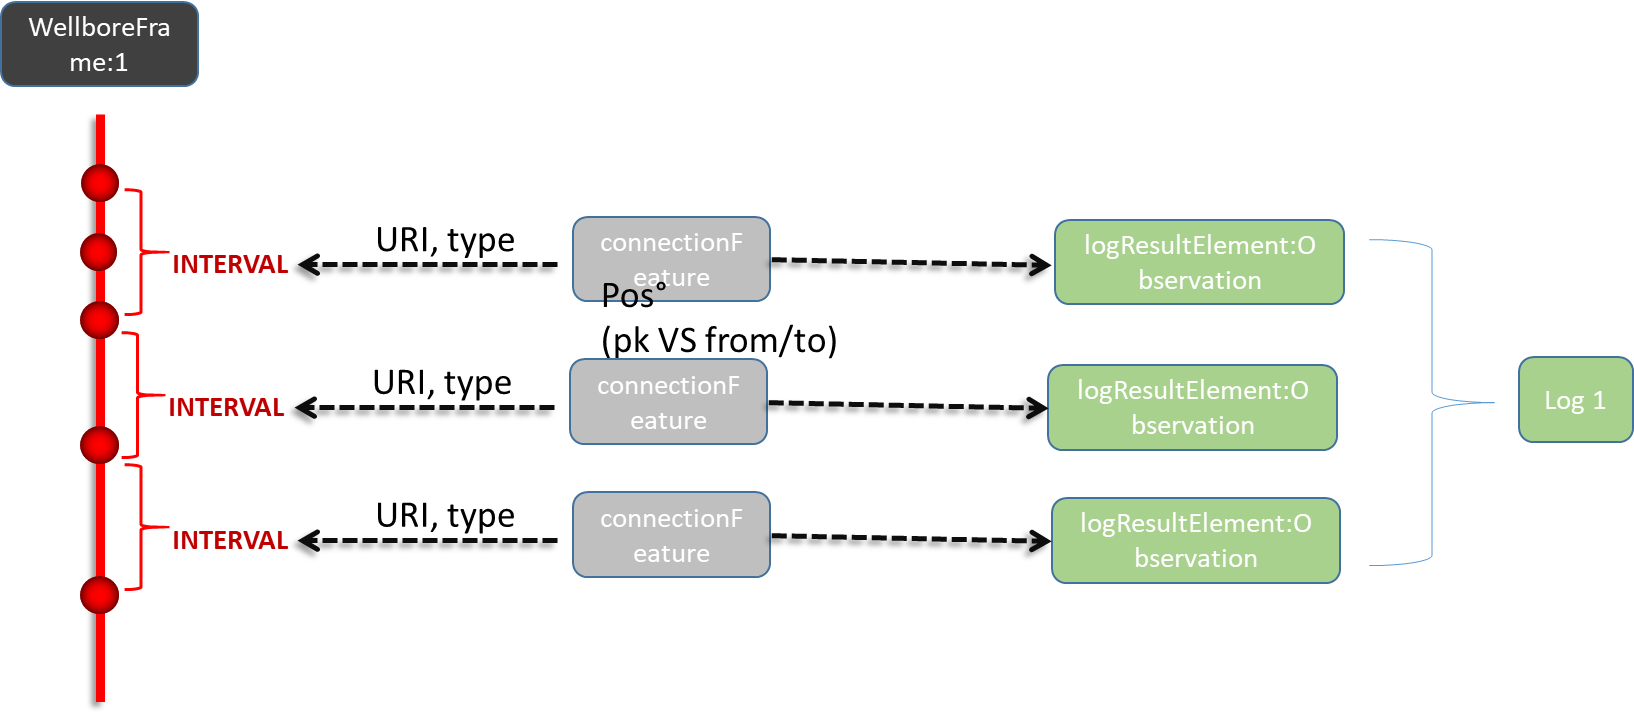 WellboreFra
me:1
URI, type
connectionF
eature
logResultElement:O
bservation
INTERVAL
Pos°
(pk VS from/to)
URI, type
connectionF
eature
logResultElement:O
bservation
INTERVAL
Log 1
URI, type
connectionF
eature
logResultElement:O
bservation
INTERVAL